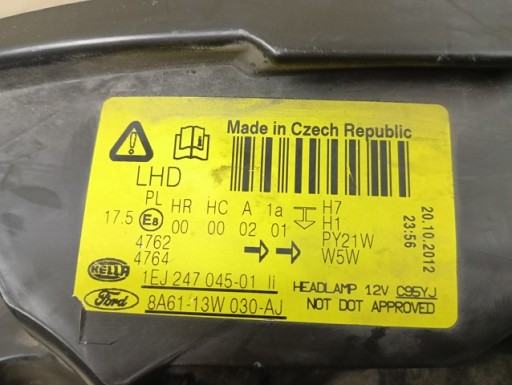 Made in Czech Republic
LHD
PL HR HC A 1a H7
17.5 E8 00 00 02 01 H1
4762 PY21W
4764 W5W
20.10.2012
23:56
HELLA 1EJ 247 045-01 li
HEADLAMP 12V C95YJ
Ford 8A61-13W 030-AJ
NOT DOT APPROVED